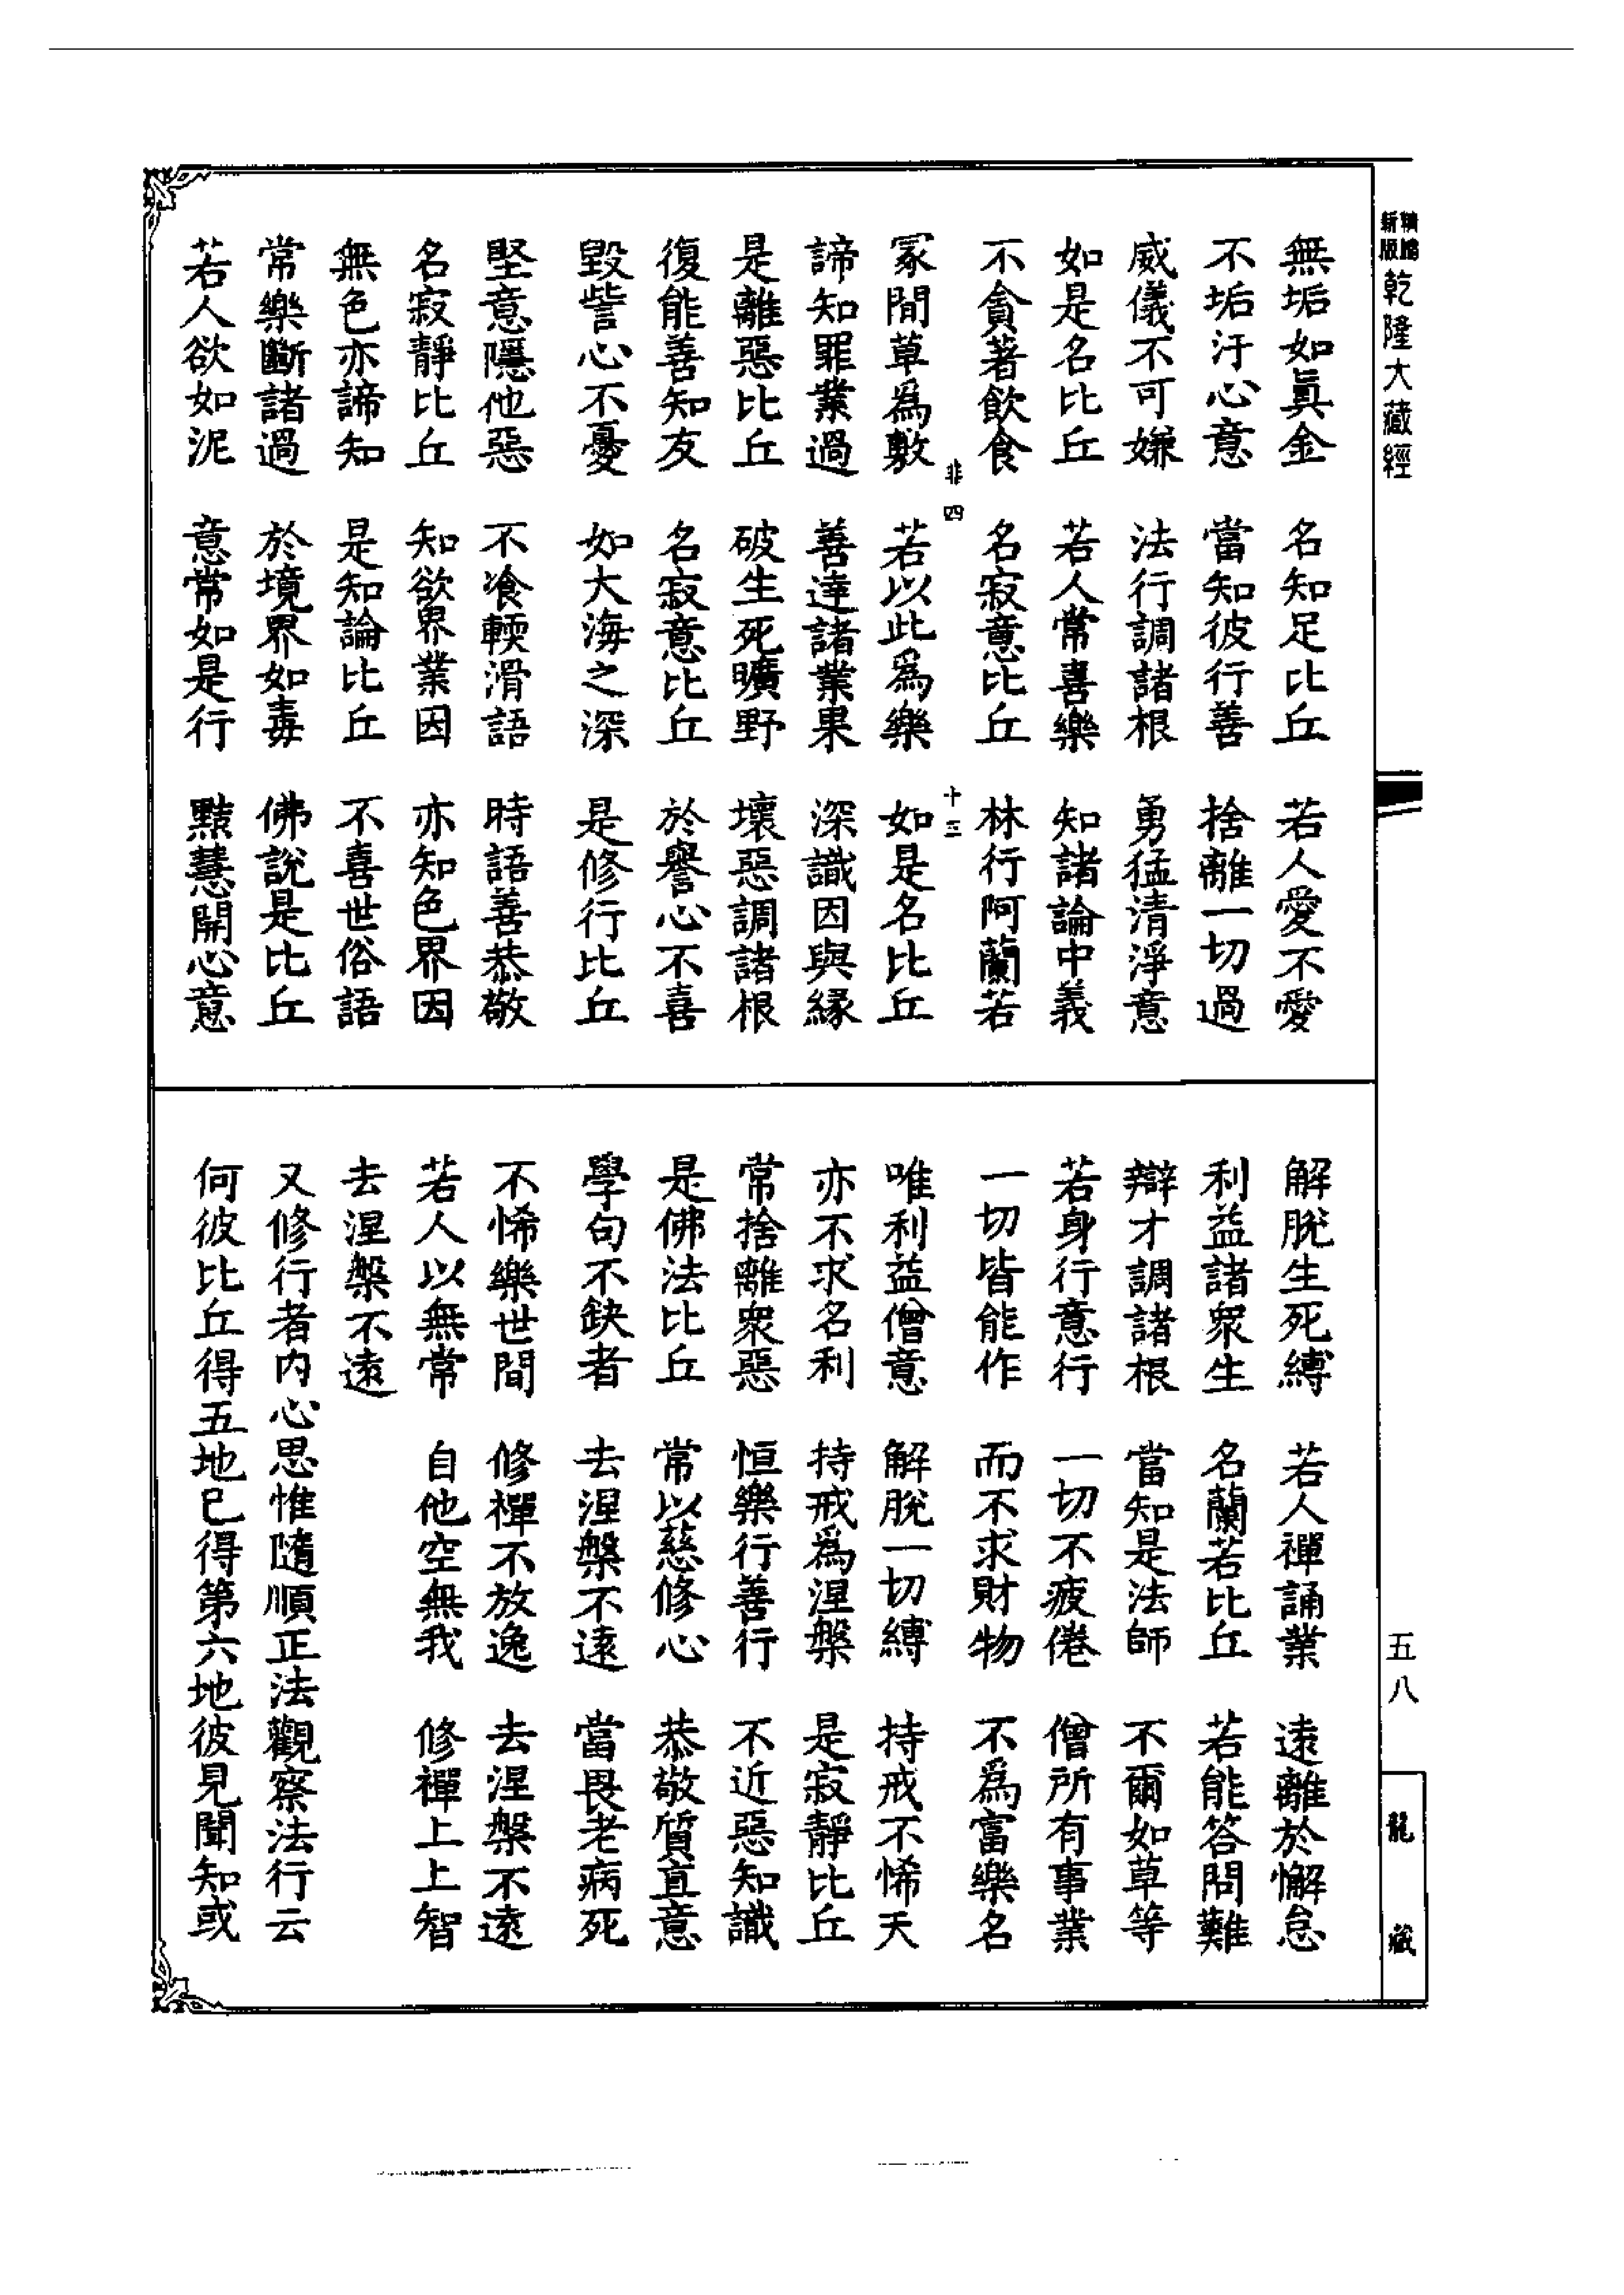 新版
精縮
乾隆大藏經
無垢如眞金　名知足比丘　若人愛不愛
不垢汙心意　當知彼行善　捨離一切過
威儀不可嫌　法行調諸根　勇猛清淨意
如是名比丘　若人常喜樂　知諸論中義
不貪著飲食　名寂意比丘　林行阿蘭若
非四　十五
冢間草爲敷　若以此爲樂　如是名比丘
諦知罪業過　善達諸業果　深識因與緣
是離惡比丘　破生死曠野　壞惡調諸根
復能善知友　名寂意比丘　於譽心不喜
毀訾心不憂　如大海之深　是修行比丘
堅意隱他惡　不飡輭滑語　時語善恭敬
名寂靜比丘　知欲界業因　亦知色界因
無色亦諦知　是知論比丘　不喜世俗語
常樂斷諸過　於境界如毒　佛說是比丘
若人欲如泥　意常如是行　黠慧開心意
解脫生死縛　若人禪誦業　遠離於懈怠
利益諸眾生　名蘭若比丘　若能答問難
辯才調諸根　當知是法師　不爾如草等
若身行意行　一切不疲倦　僧所有事業
一切皆能作　而不求財物　不爲富樂名
唯利益僧意　解脫一切縛　持戒不悕天
亦不求名利　持戒爲涅槃　是寂靜比丘
常捨離衆惡　恒樂行善行　不近惡知識
是佛法比丘　常以慈修心　恭敬質直意
學句不缺者　去涅槃不遠　當畏老病死
不悕樂世間　修禪不放逸　去涅槃不遠
若人以無常　自他空無我　修禪上上智
去涅槃不遠
又修行者内心思惟隨順正法觀察法行云
何彼比丘得五地已得第六地彼見聞知或
五八
龍藏